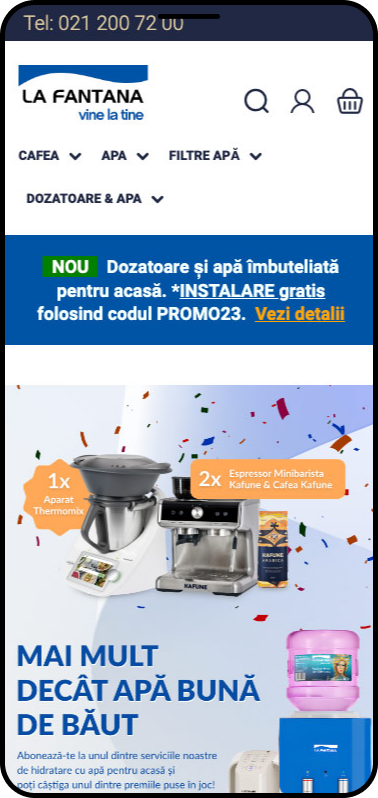 Tel: 021 200 72 00
LA FANTANA
vine la tine
CAFEA
APA
FILTRE APĂ
DOZATOARE & APA
NOU Dozatoare și apă îmbuteliată
pentru acasă. *INSTALARE gratis
folosind codul PROMO23. Vezi detalii
1x
Aparat
Thermomix
2x Espressor Minibarista
Kafune & Cafea Kafune
KAFUNE
KAFUNE
ARABICA
MAI MULT
DECÂT APĂ BUNĂ
DE BĂUT
Abonează-te la unul dintre serviciile noastre
de hidratare cu apă pentru acasă și
poți câștiga unul dintre premiile puse în joc!